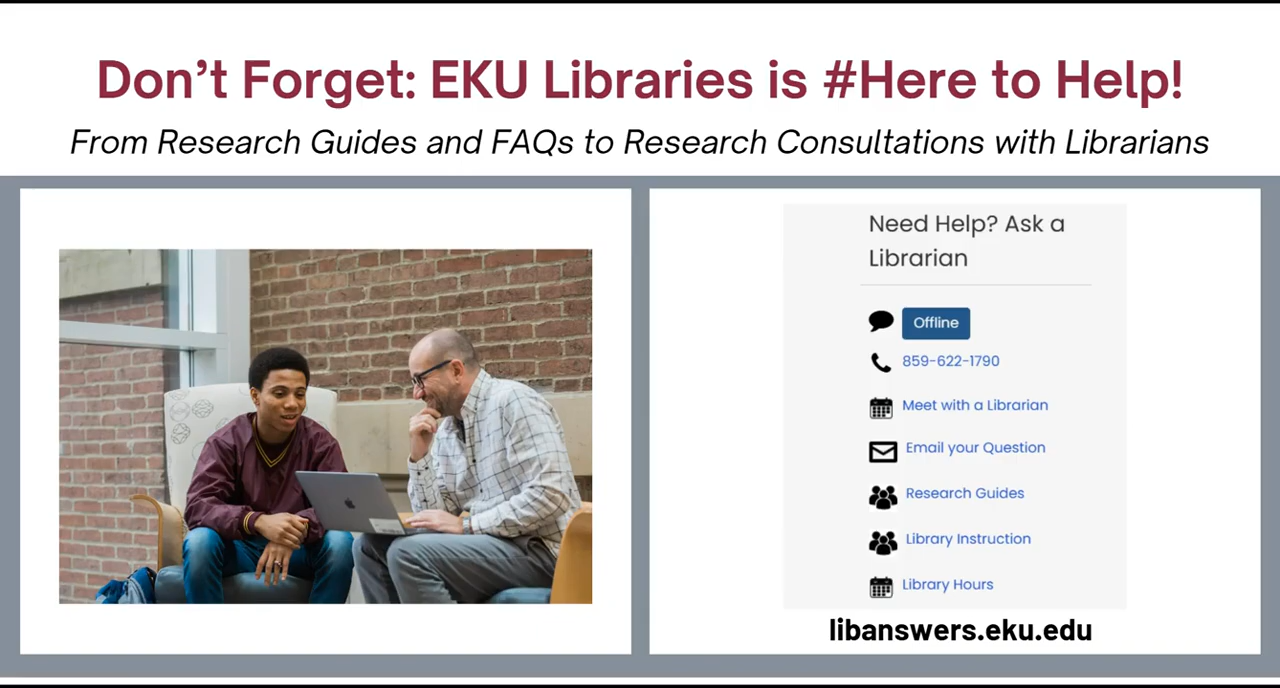 Don’t Forget: EKU Libraries is #Here to Help!
From Research Guides and FAQs to Research Consultations with Librarians
Need Help? Ask a
Librarian
Offline
859-622-1790
Meet with a Librarian
Email your Question
Research Guides
Library Instruction
Library Hours
libanswers.eku.edu